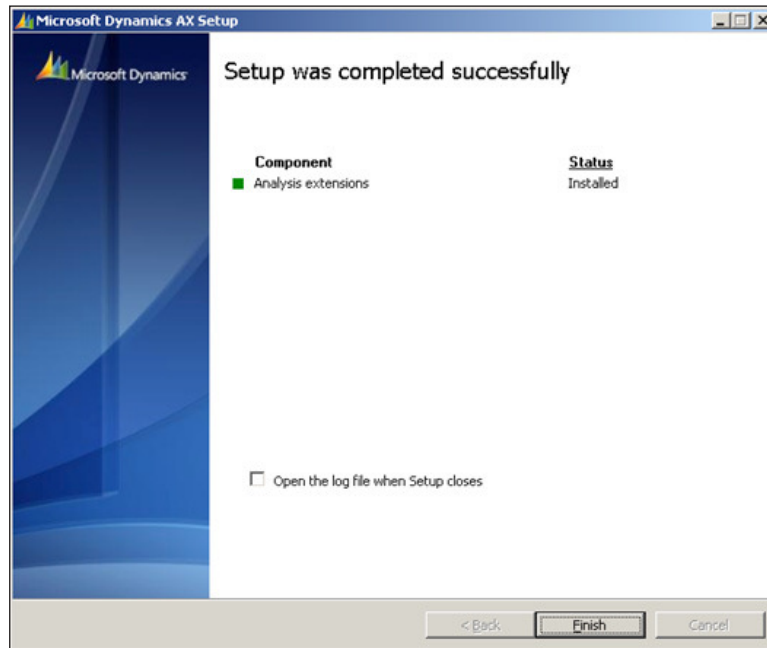 Microsoft Dynamics AX Setup
Microsoft Dynamics
Setup was completed successfully
Component Status
Analysis extensions Installed
Open the log file when Setup closes
< Back Finish Cancel